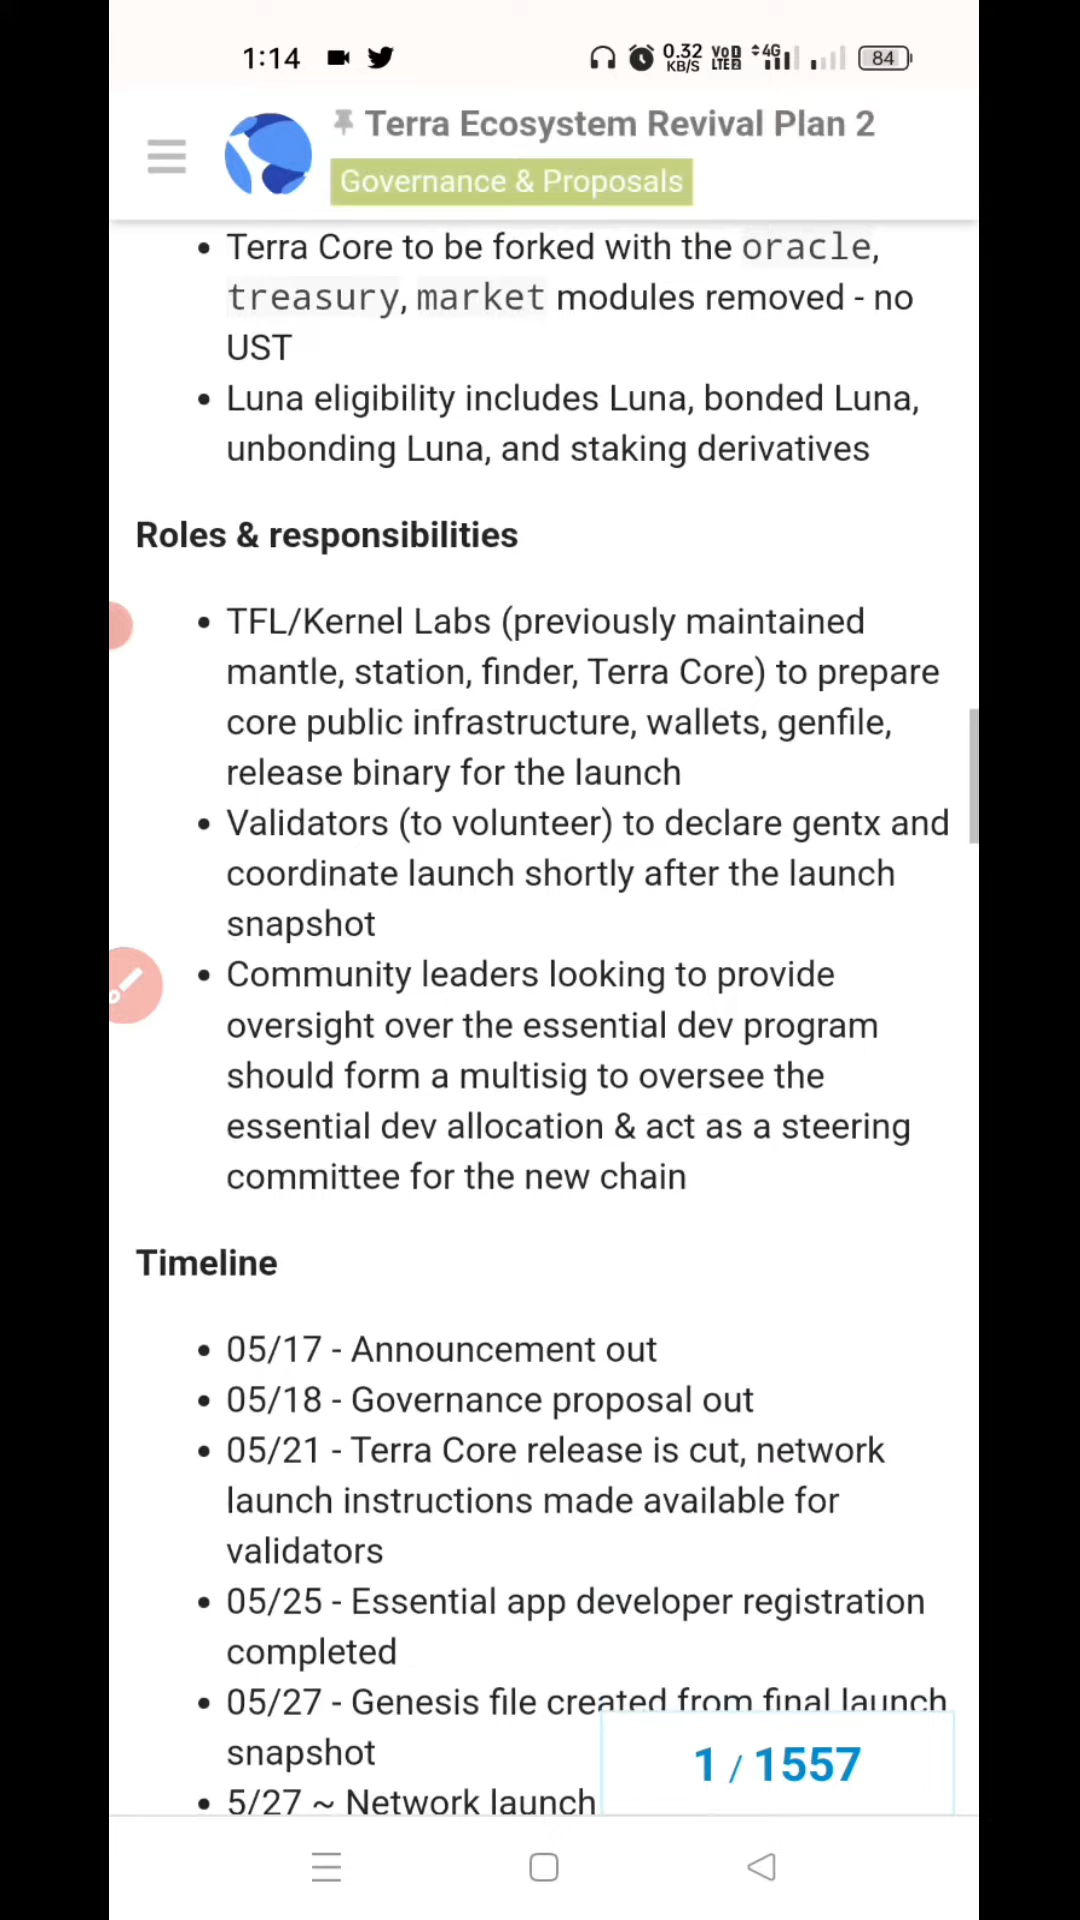 1:14 0.32 KB/S VoD LTE2 4G 84
Terra Ecosystem Revival Plan 2
Governance & Proposals
• Terra Core to be forked with the oracle,
treasury, market modules removed - no
UST
• Luna eligibility includes Luna, bonded Luna,
unbonding Luna, and staking derivatives
Roles & responsibilities
• TFL/Kernel Labs (previously maintained
mantle, station, finder, Terra Core) to prepare
core public infrastructure, wallets, genfile,
release binary for the launch
• Validators (to volunteer) to declare gentx and
coordinate launch shortly after the launch
snapshot
• Community leaders looking to provide
oversight over the essential dev program
should form a multisig to oversee the
essential dev allocation & act as a steering
committee for the new chain
Timeline
• 05/17 - Announcement out
• 05/18 - Governance proposal out
• 05/21 - Terra Core release is cut, network
launch instructions made available for
validators
• 05/25 - Essential app developer registration
completed
• 05/27 - Genesis file created from final launch
snapshot
• 5/27 ~ Network launch
1 / 1557